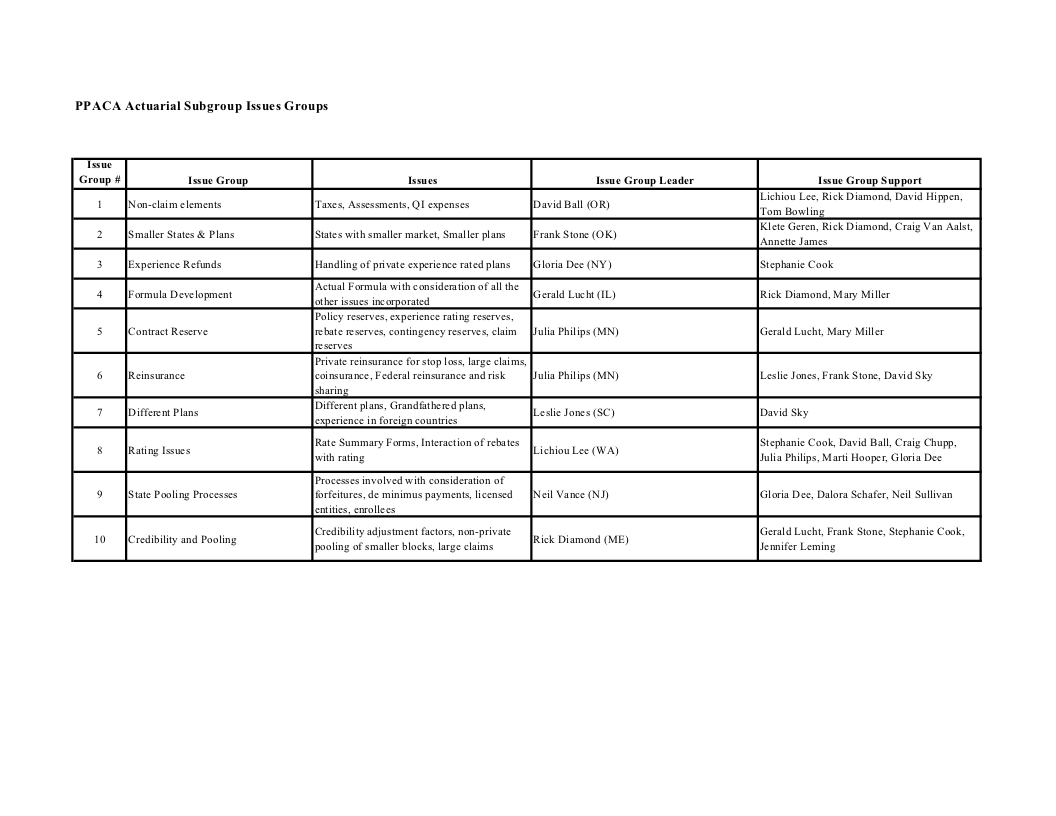 PPACA Actuarial Subgroup Issues Groups
Issue
Group #
Issue Group
Issues
Issue Group Leader
Issue Group Support
1
Non-claim elements
Taxes, Assessments, QI expenses
David Ball (OR)
Lichiou Lee, Rick Diamond, David Hippen,
Tom Bowling
2
Smaller States & Plans
States with smaller market, Smaller plans
Frank Stone (OK)
Klete Geren, Rick Diamond, Craig Van Aalst,
Annette James
3
Experience Refunds
Handling of private experience rated plans
Gloria Dee (NY)
Stephanie Cook
4
Formula Development
Actual Formula with consideration of all the
other issues incorporated
Gerald Lucht (IL)
Rick Diamond, Mary Miller
5
Contract Reserve
Policy reserves, experience rating reserves,
rebate reserves, contingency reserves, claim
reserves
Julia Philips (MN)
Gerald Lucht, Mary Miller
6
Reinsurance
Private reinsurance for stop loss, large claims,
coinsurance, Federal reinsurance and risk
sharing
Julia Philips (MN)
Leslie Jones, Frank Stone, David Sky
7
Different Plans
Different plans, Grandfathered plans,
experience in foreign countries
Leslie Jones (SC)
David Sky
8
Rating Issues
Rate Summary Forms, Interaction of rebates
with rating
Lichiou Lee (WA)
Stephanie Cook, David Ball, Craig Chupp,
Julia Philips, Marti Hooper, Gloria Dee
9
State Pooling Processes
Processes involved with consideration of
forfeitures, de minimus payments, licensed
entities, enrollees
Neil Vance (NJ)
Gloria Dee, Dalora Schafer, Neil Sullivan
10
Credibility and Pooling
Credibility adjustment factors, non-private
pooling of smaller blocks, large claims
Rick Diamond (ME)
Gerald Lucht, Frank Stone, Stephanie Cook,
Jennifer Leming